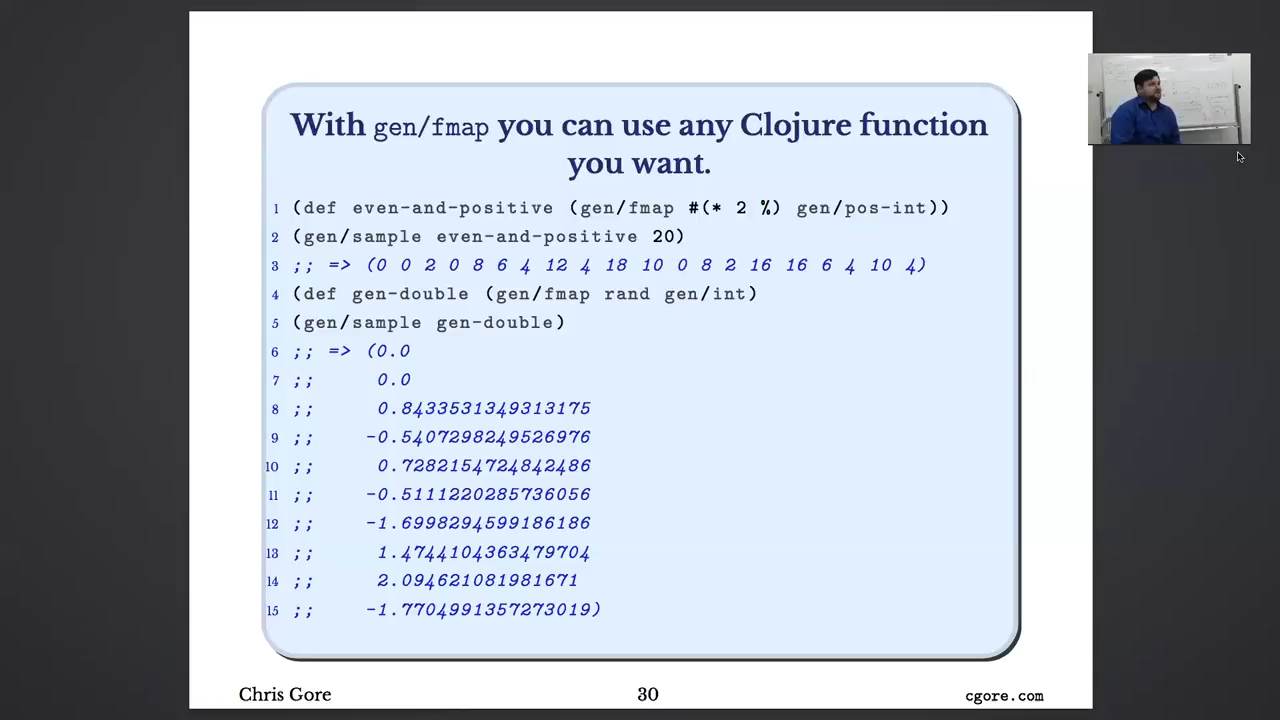 With gen/fmap you can use any Clojure function
you want.
1 (def even-and-positive (gen/fmap #(* 2 %) gen/pos-int))
2 (gen/sample even-and-positive 20)
3 ;; => (0 0 2 0 8 6 4 12 4 18 10 0 8 2 16 16 6 4 10 4)
4 (def gen-double (gen/fmap rand gen/int)
5 (gen/sample gen-double)
6 ;; => (0.0
7 ;; 0.0
8 ;; 0.8433531349313175
9 ;; -0.5407298249526976
10 ;; 0.7282154724842486
11 ;; -0.5111220285736056
12 ;; -1.6998294599186186
13 ;; 1.4744104363479704
14 ;; 2.094621081981671
15 ;; -1.7704991357273019)
Chris Gore 30 cgore.com